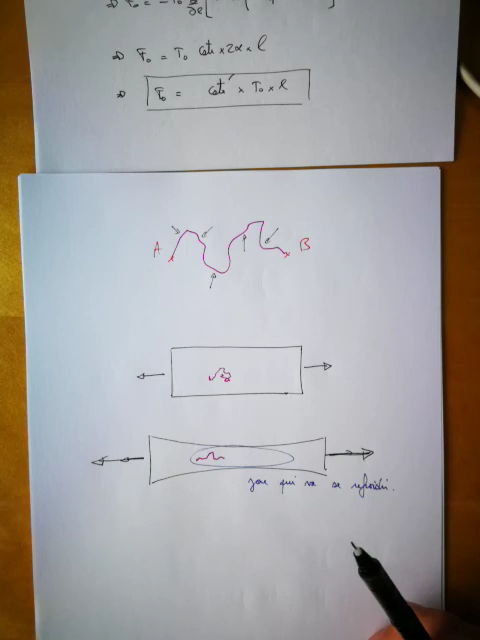 ⇒ F₀ = T₀ cste × 2α × l
⇒ F₀ = cste' × T₀ × l
A B
zone qui va se refroidir.